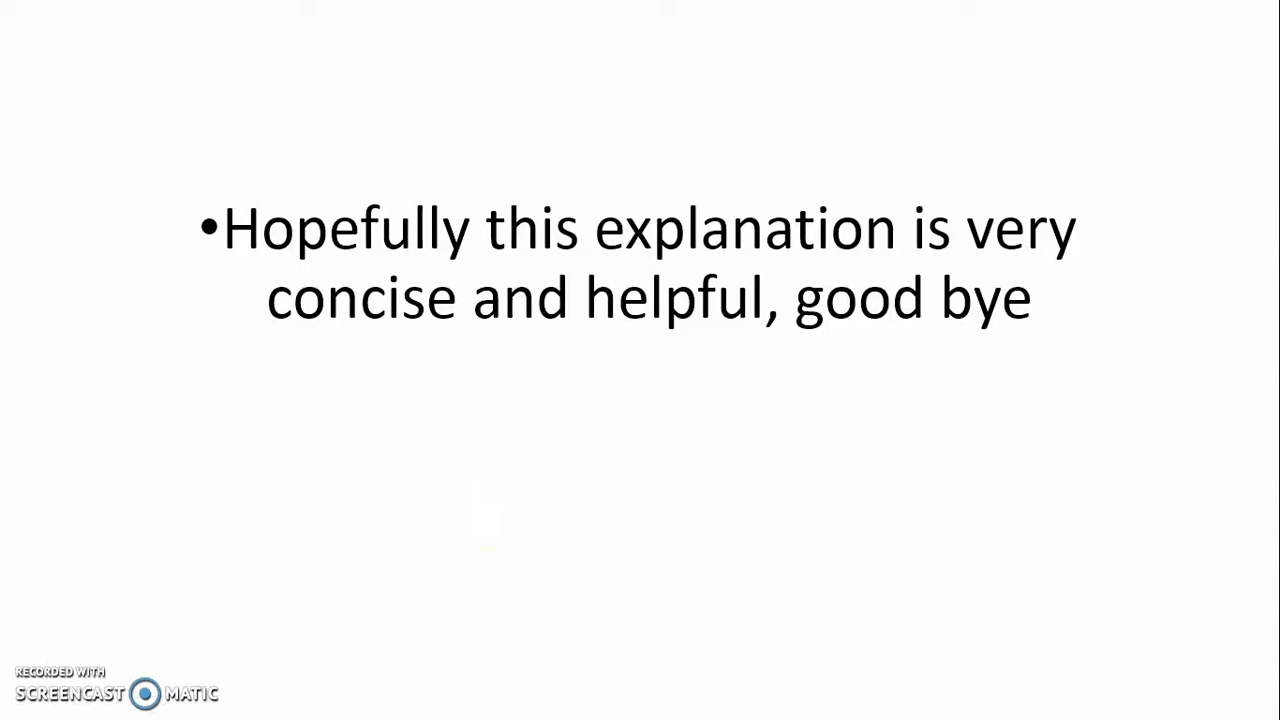 •Hopefully this explanation is very
concise and helpful, good bye
RECORDED WITH
SCREENCAST MATIC